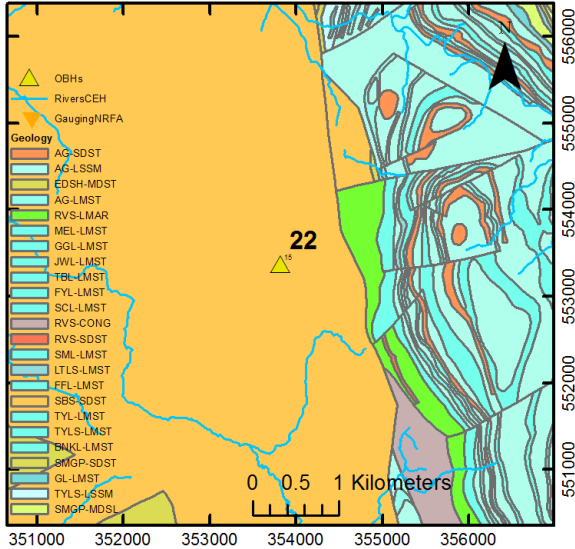 N
OBHs
RiversCEH
GaugingNRFA
Geology
AG-SDST
AG-LSSM
EDSH-MDST
AG-LMST
RVS-LMAR
MEL-LMST
GGL-LMST
JWL-LMST
TBL-LMST
FYL-LMST
SCL-LMST
RVS-CONG
RVS-SDST
SML-LMST
LTLS-LMST
FFL-LMST
SBS-SDST
TYL-LMST
TYLS-LMST
BNKL-LMST
SMGP-SDST
GL-LMST
TYLS-LSSM
SMGP-MDSL
22
15
0 0.5 1 Kilometers
556000
555000
554000
553000
552000
551000
351000 352000 353000 354000 355000 356000